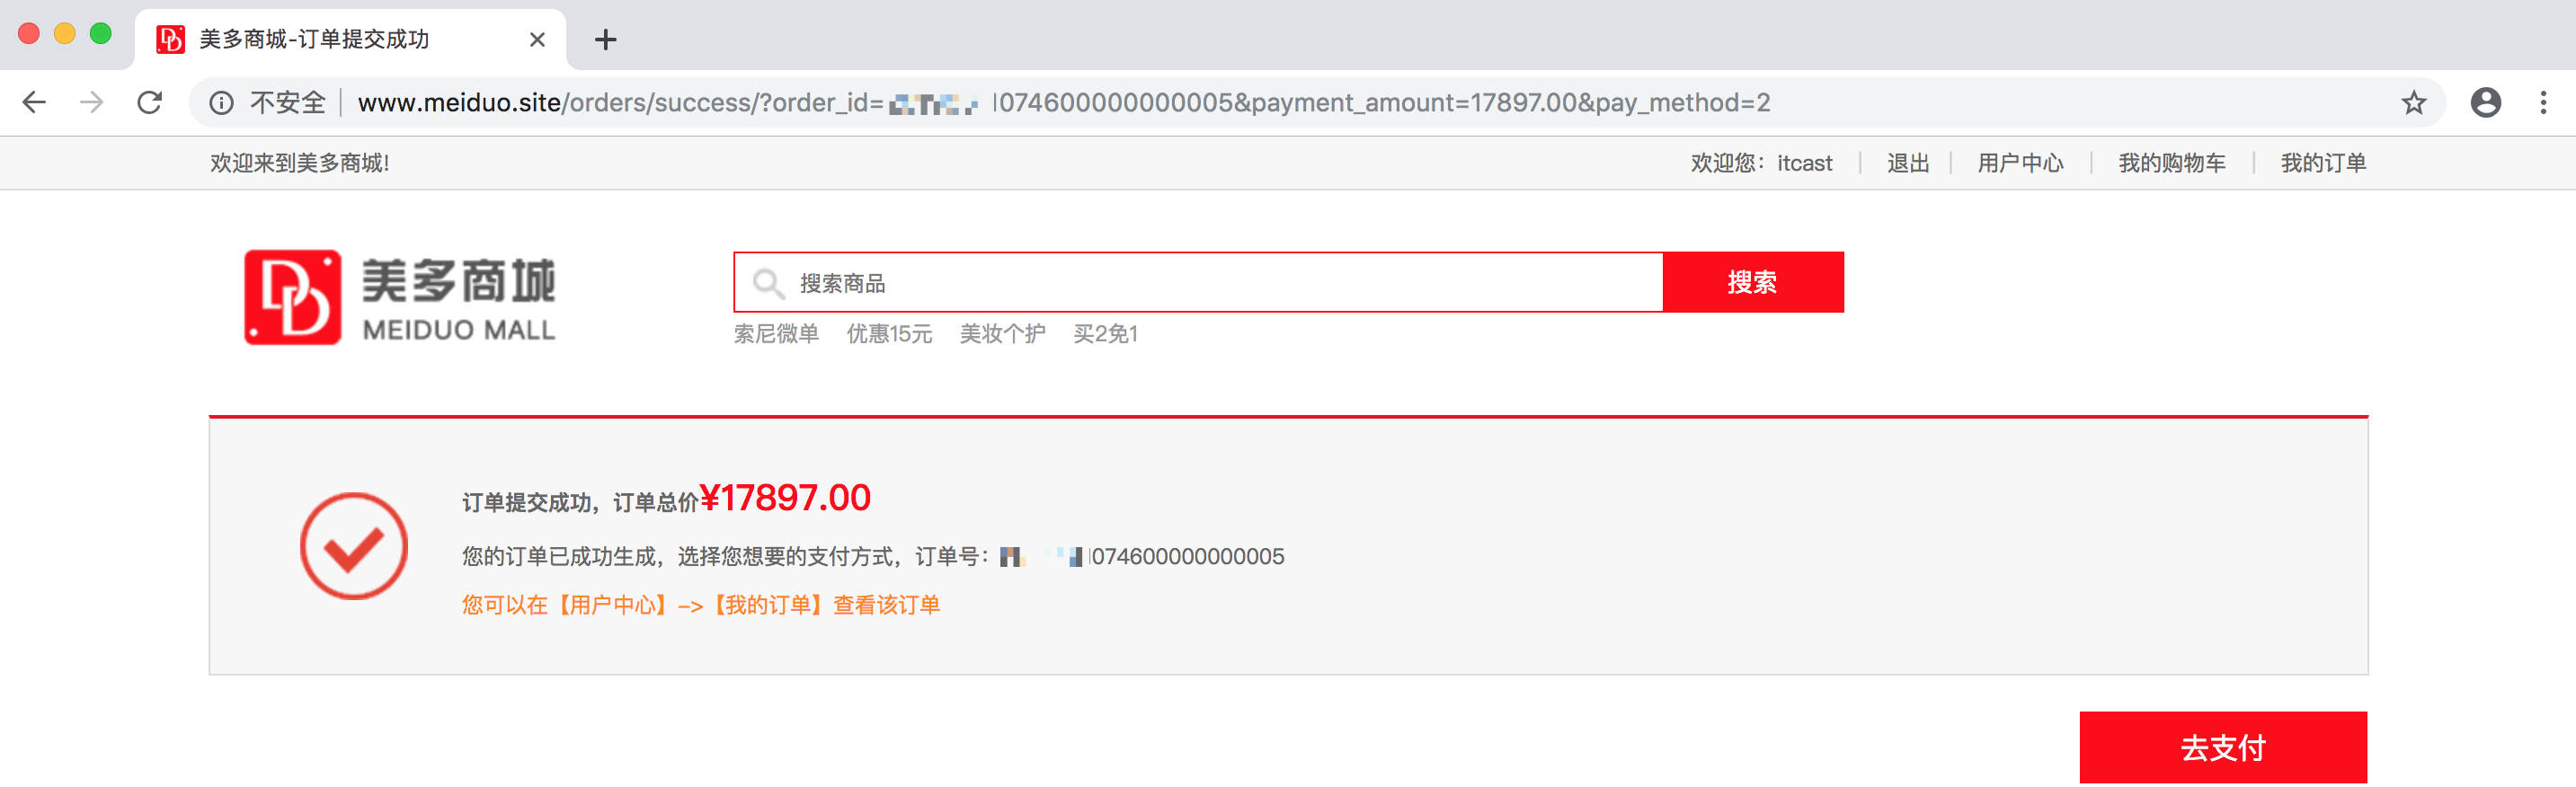 美多商城-订单提交成功
不安全 | www.meiduo.site/orders/success/?order_id= 074600000000005&payment_amount=17897.00&pay_method=2
欢迎来到美多商城!
欢迎您：itcast | 退出 | 用户中心 | 我的购物车 | 我的订单
美多商城
MEIDUO MALL
搜索商品
搜索
索尼微单 优惠15元 美妆个护 买2免1
订单提交成功，订单总价¥17897.00
您的订单已成功生成，选择您想要的支付方式，订单号： 074600000000005
您可以在【用户中心】->【我的订单】查看该订单
去支付